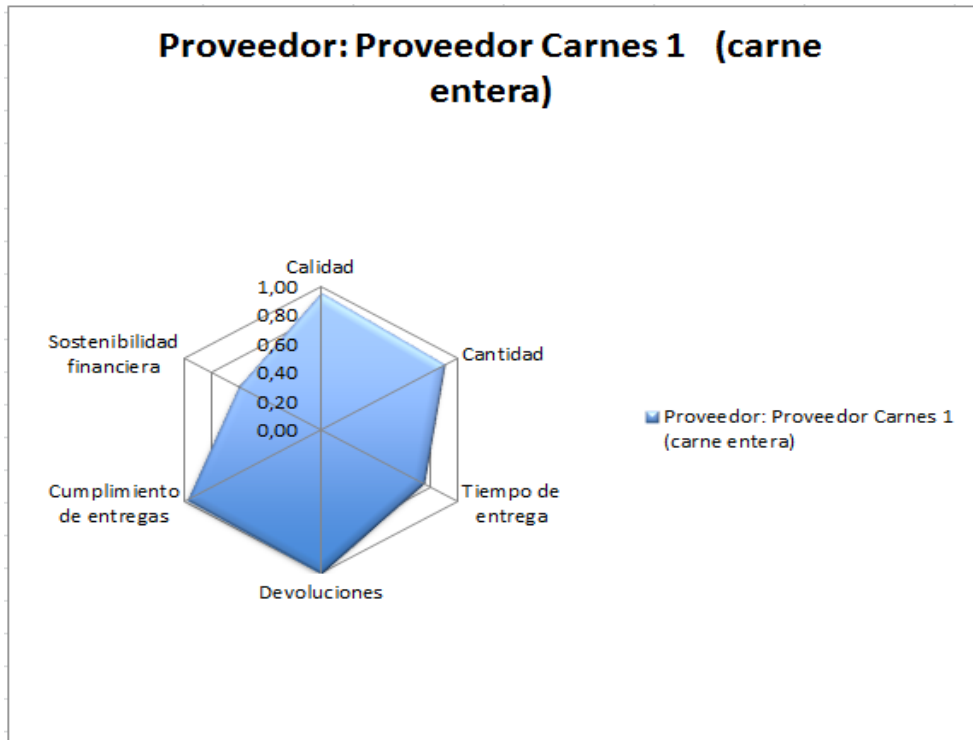 Proveedor: Proveedor Carnes 1 (carne
entera)
Calidad
1,00
0,80
0,60
0,40
0,20
0,00
Sostenibilidad
financiera
Cantidad
Cumplimiento
de entregas
Tiempo de
entrega
Devoluciones
Proveedor: Proveedor Carnes 1
(carne entera)